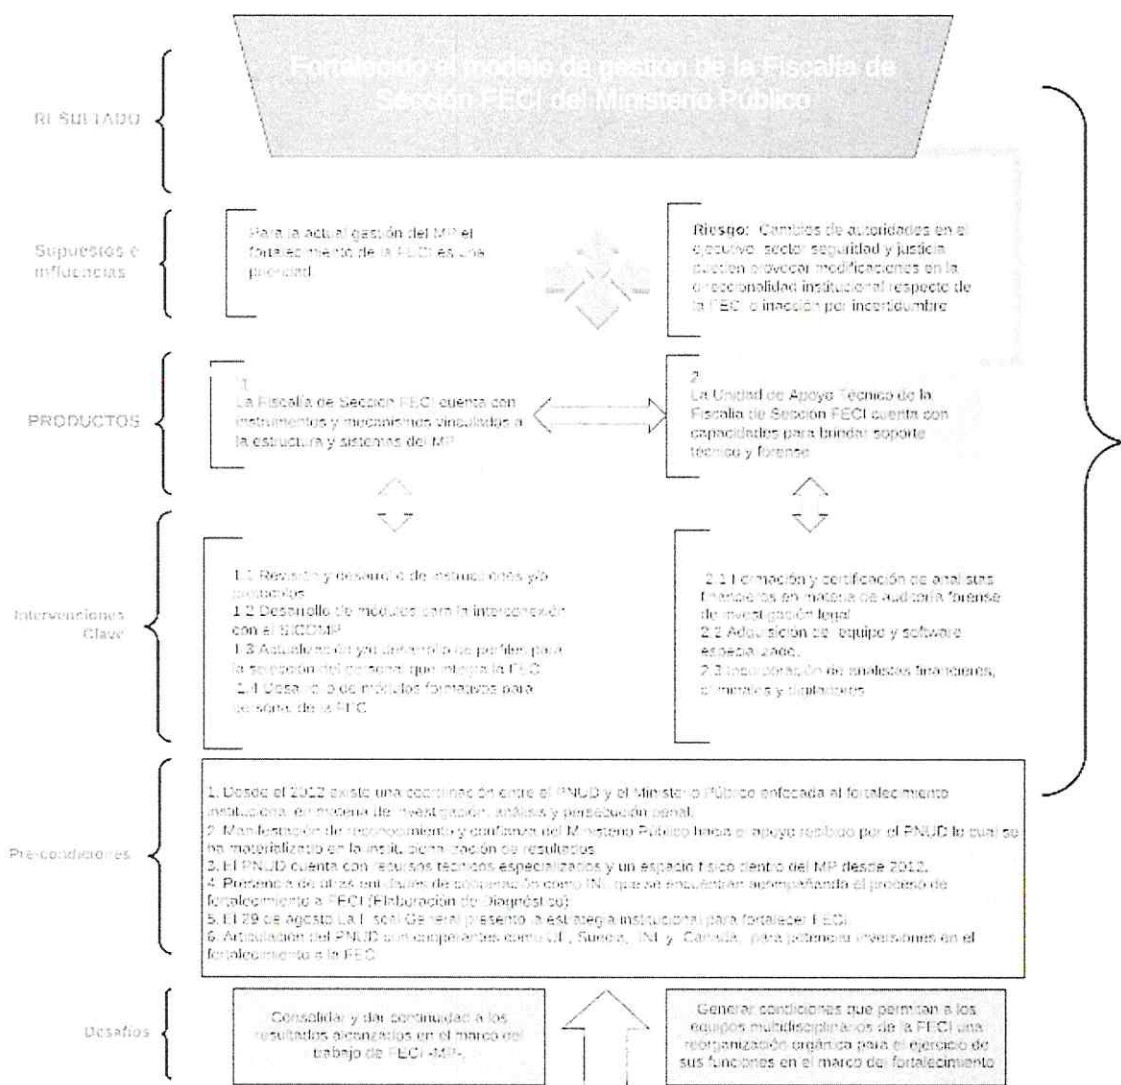 Fortalecido el modelo de gestión de la Fiscalía de
Sección FECI del Ministerio Público
RESULTADO
Supuestos e
influencias
Para la actual gestión del MP el
fortalecimiento de la FECI es una
prioridad
Riesgo: Cambios de autoridades en el
ejecutivo, sector seguridad y justicia
pueden provocar modificaciones en la
direccionalidad institucional respecto de
la FECI o inacción por incertidumbre
PRODUCTOS
1.
La Fiscalía de Sección FECI cuenta con
instrumentos y mecanismos vinculados a
la estructura y sistemas del MP
2.
La Unidad de Apoyo Técnico de la
Fiscalía de Sección FECI cuenta con
capacidades para brindar soporte
técnico y forense
Intervenciones
Clave
1.1 Revisión y desarrollo de instrucciones y/o
protocolos
1.2 Desarrollo de módulos para la interconexión
con el SICOMP
1.3 Actualización y/o desarrollo de perfiles para
la selección del personal que integra la FECI
1.4 Desarrollo de módulos formativos para
personal de la FECI
2.1 Formación y certificación de analistas
financieros en materia de auditoría forense
de investigación legal
2.2 Adquisición de equipo y software
especializado.
2.3 Incorporación de analistas financieros,
criminales y digitadores
Pre-condiciones
1. Desde el 2012 existe una coordinación entre el PNUD y el Ministerio Público enfocada al fortalecimiento
institucional en materia de investigación, análisis y persecución penal.
2. Manifestación de reconocimiento y confianza del Ministerio Público hacia el apoyo recibido por el PNUD lo cual se
ha materializado en la institucionalización de resultados
3. El PNUD cuenta con recursos técnicos especializados y un espacio físico dentro del MP desde 2012.
4. Presencia de otras entidades de cooperación como INL que se encuentran acompañando el proceso de
fortalecimiento a FECI (Elaboración de Diagnóstico)
5. El 29 de agosto La Fiscal General presento la estrategia institucional para fortalecer FECI
6. Articulación del PNUD con cooperantes como UE, Suecia, INL y Canadá, para potenciar inversiones en el
fortalecimiento a la FECI
Desafíos
Consolidar y dar continuidad a los
resultados alcanzados en el marco del
trabajo de FECI -MP-.
Generar condiciones que permitan a los
equipos multidisciplinarios de la FECI una
reorganización orgánica para el ejercicio de
sus funciones en el marco del fortalecimiento